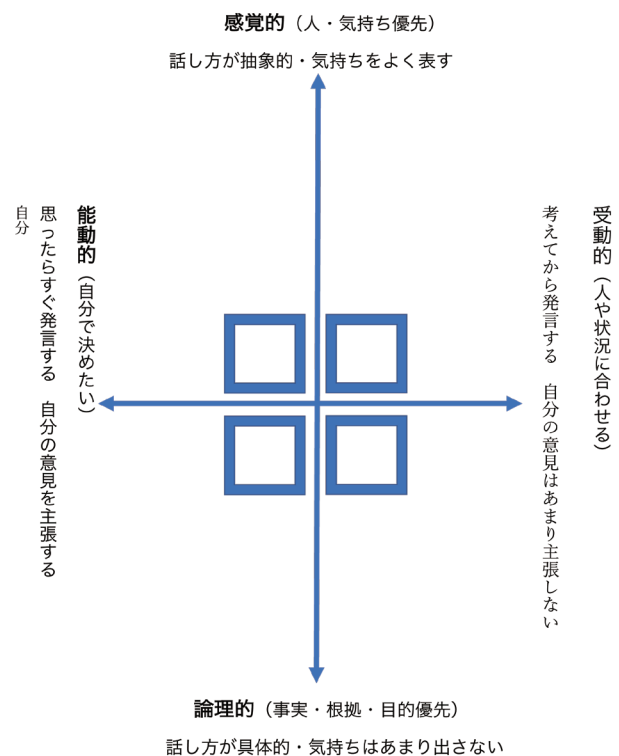 感覚的（人・気持ち優先）
話し方が抽象的・気持ちをよく表す
受動的（人や状況に合わせる）
考えてから発言する　自分の意見はあまり主張しない
能動的（自分で決めたい）
思ったらすぐ発言する　自分の意見を主張する
自分
論理的（事実・根拠・目的優先）
話し方が具体的・気持ちはあまり出さない